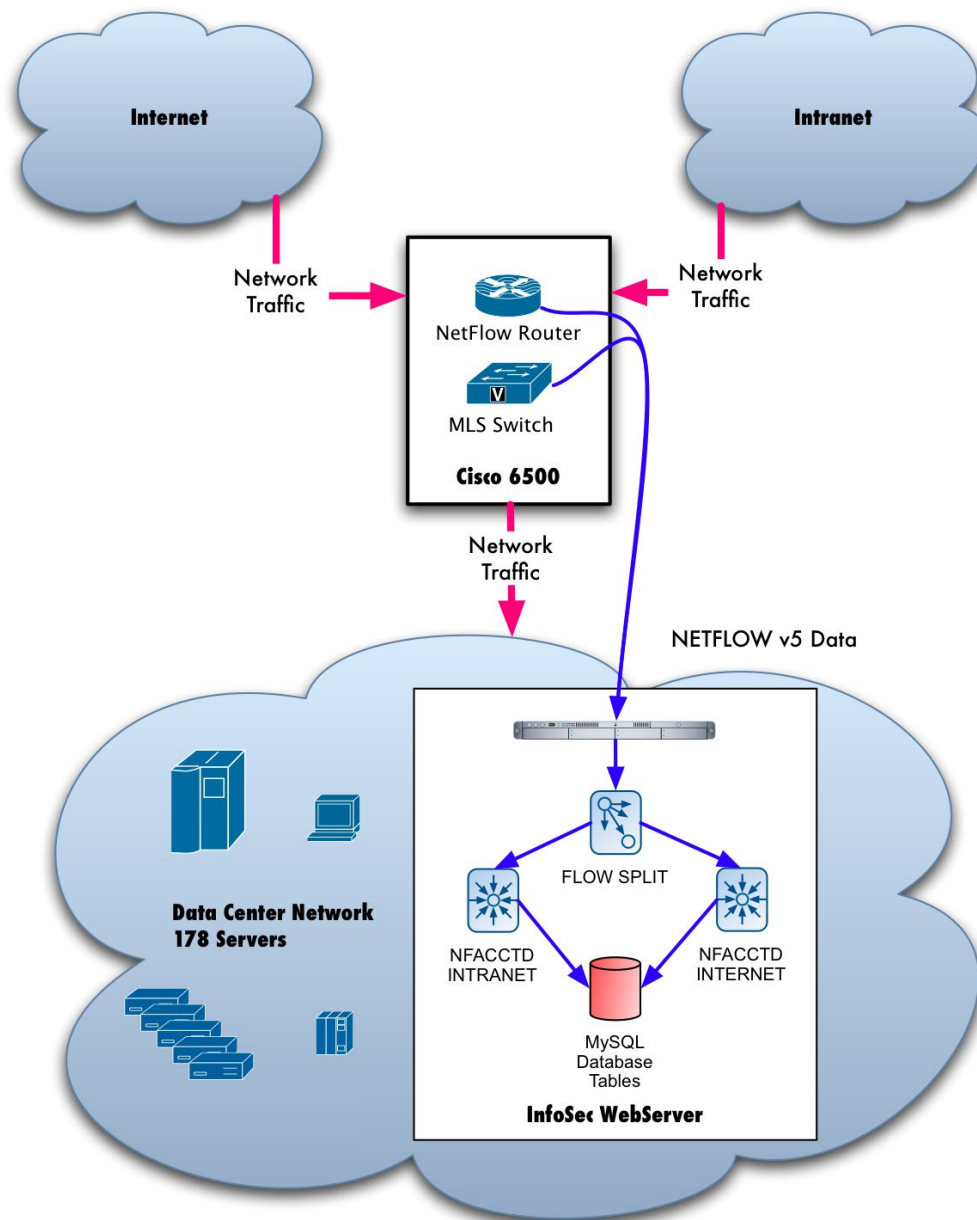 Internet
Intranet
Network
Traffic
Network
Traffic
NetFlow Router
V
MLS Switch
Cisco 6500
Network
Traffic
NETFLOW v5 Data
FLOW SPLIT
Data Center Network
178 Servers
NFACCTD
INTRANET
NFACCTD
INTERNET
MySQL
Database
Tables
InfoSec WebServer